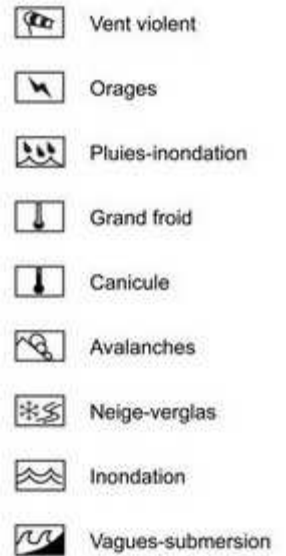 Vent violent
Orages
Pluies-inondation
Grand froid
Canicule
Avalanches
Neige-verglas
Inondation
Vagues-submersion